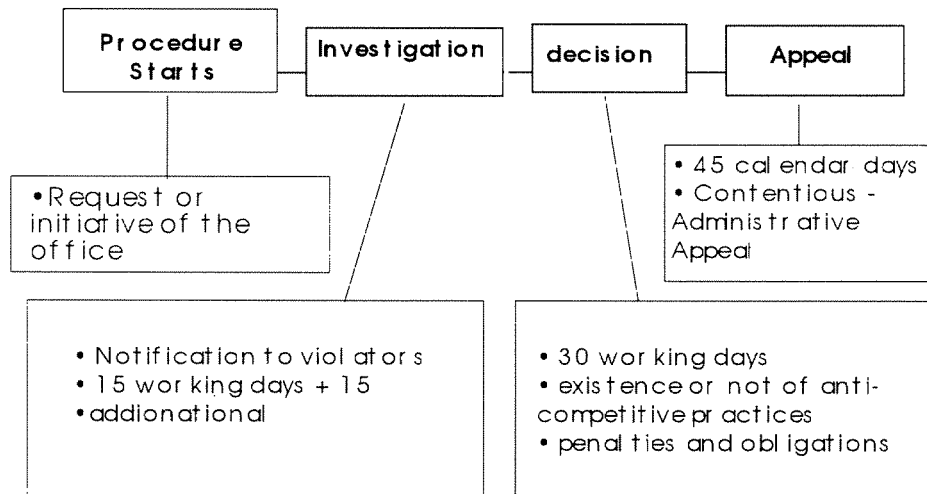 Procedure
Starts
Investigation
decision
Appeal
• 45 calendar days
• Contentious -
Administrative
Appeal
•Request or
initiative of the
office
• Notification to violators
• 15 working days + 15
•addionational
• 30 working days
• existence or not of anti-
competitive practices
• penalties and obligations